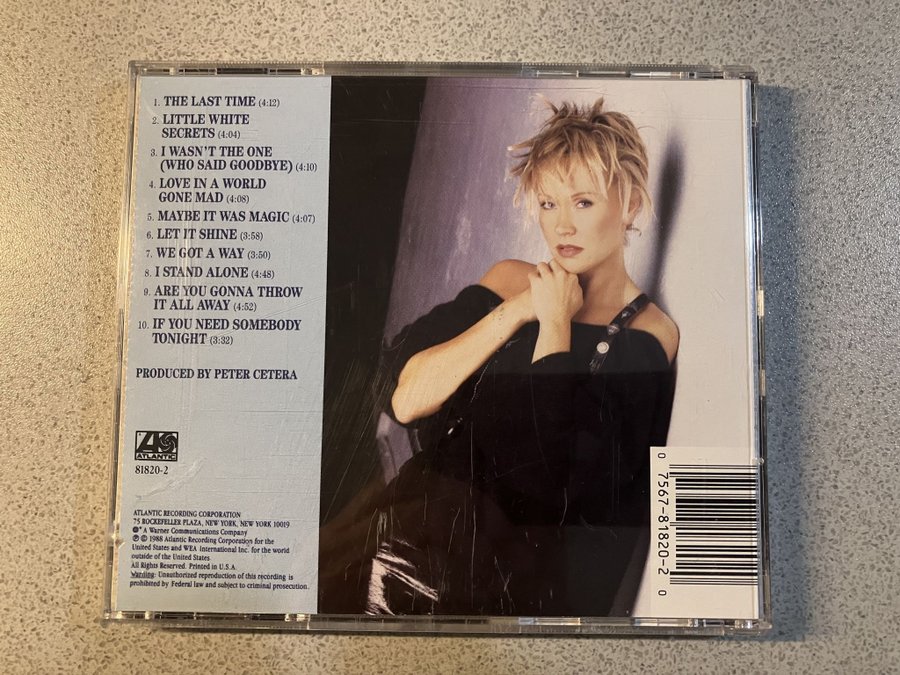 1. THE LAST TIME (4:12)
2. LITTLE WHITE
SECRETS (4:04)
3. I WASN'T THE ONE
(WHO SAID GOODBYE) (4:10)
4. LOVE IN A WORLD
GONE MAD (4:08)
5. MAYBE IT WAS MAGIC (4:07)
6. LET IT SHINE (3:58)
7. WE GOT A WAY (3:50)
8. I STAND ALONE (4:48)
9. ARE YOU GONNA THROW
IT ALL AWAY (4:52)
10. IF YOU NEED SOMEBODY
TONIGHT (3:32)
PRODUCED BY PETER CETERA
ATLANTIC
81820-2
ATLANTIC RECORDING CORPORATION
75 ROCKEFELLER PLAZA, NEW YORK, NEW YORK 10019
A Warner Communications Company
℗ © 1988 Atlantic Recording Corporation for the
United States and WEA International Inc. for the world
outside of the United States
All Rights Reserved. Printed in U.S.A.
Warning: Unauthorized reproduction of this recording is
prohibited by Federal law and subject to criminal prosecution.
0 7567-81820-2 0